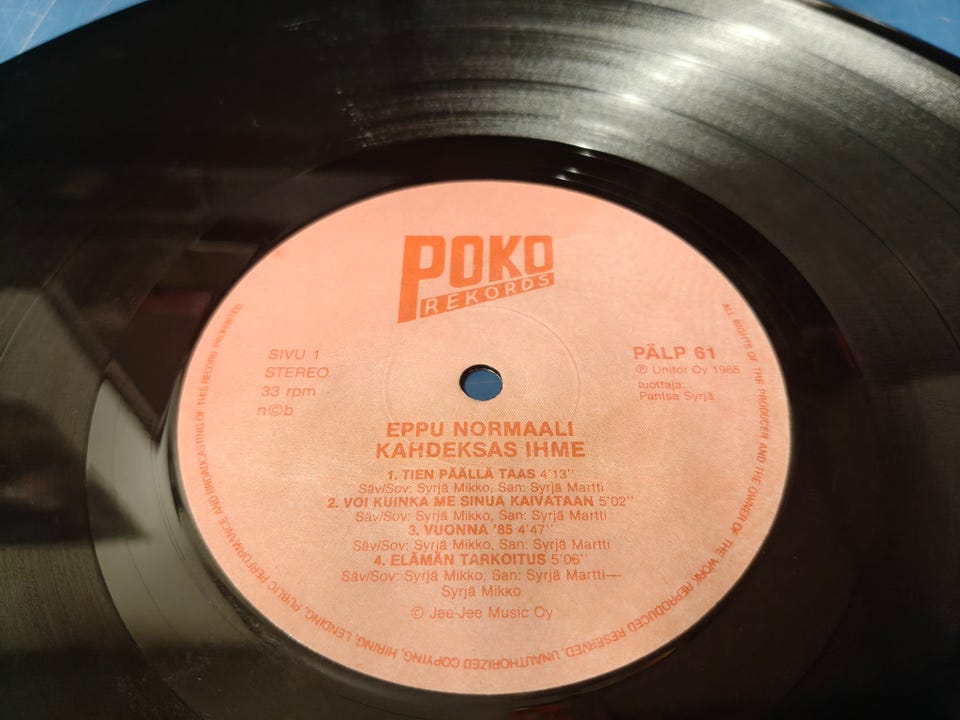 POKO
REKORDS
SIVU 1
STEREO
33 rpm
n©b
PÄLP 61
℗ Unitor Oy 1985
tuottaja:
Pantse Syrjä
EPPU NORMAALI
KAHDEKSAS IHME
1. TIEN PÄÄLLÄ TAAS 4'13''
Säv/Sov: Syrjä Mikko, San: Syrjä Martti
2. VOI KUINKA ME SINUA KAIVATAAN 5'02''
Säv/Sov: Syrjä Mikko, San: Syrjä Martti
3. VUONNA '85 4'47''
Säv/Sov: Syrjä Mikko, San: Syrjä Martti
4. ELÄMÄN TARKOITUS 5'06''
Säv/Sov: Syrjä Mikko, San: Syrjä Martti—
Syrjä Mikko
© Jee-Jee Music Oy
ALL RIGHTS OF THE PRODUCER AND THE OWNER OF THE WORK REPRODUCED RESERVED. UNAUTHORIZED COPYING, HIRING, LENDING, PUBLIC PERFORMANCE AND BROADCASTING OF THIS RECORD PROHIBITED